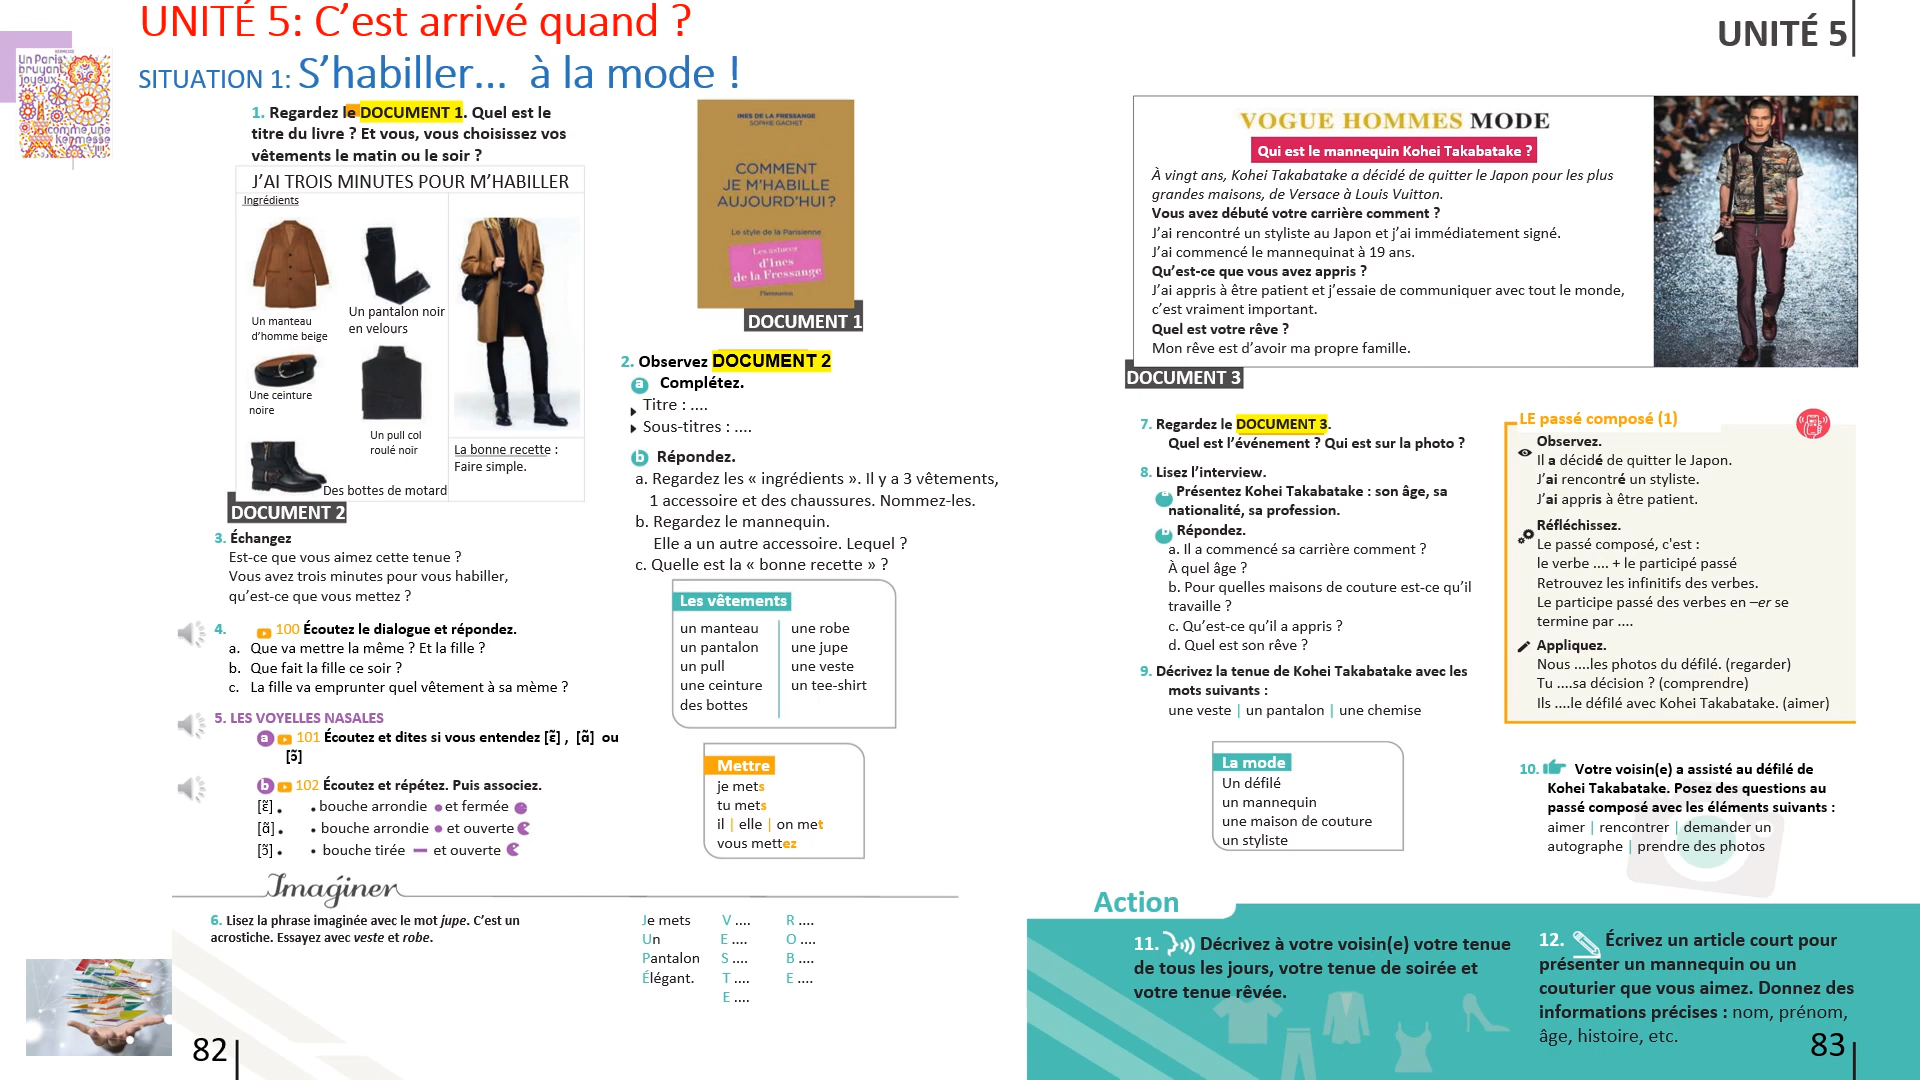 UNITÉ 5: C’est arrivé quand ?
SITUATION 1: S’habiller… à la mode !
Un Paris
bruyant,
joyeux,
comme une
kermesse
1. Regardez le DOCUMENT 1. Quel est le
titre du livre ? Et vous, vous choisissez vos
vêtements le matin ou le soir ?
J’AI TROIS MINUTES POUR M’HABILLER
Ingrédients
Un manteau
d’homme beige
Un pantalon noir
en velours
Une ceinture
noire
Un pull col
roulé noir
Des bottes de motard
La bonne recette :
Faire simple.
DOCUMENT 2
INES DE LA FRESSANGE
SOPHIE GACHET
COMMENT
JE M’HABILLE
AUJOURD’HUI ?
Le style de la Parisienne
Les astuces
d’Ines
de la Fressange
Flammarion
DOCUMENT 1
2. Observez DOCUMENT 2
a Complétez.
Titre : ....
Sous-titres : ....
b Répondez.
a. Regardez les « ingrédients ». Il y a 3 vêtements,
1 accessoire et des chaussures. Nommez-les.
b. Regardez le mannequin.
Elle a un autre accessoire. Lequel ?
c. Quelle est la « bonne recette » ?
3. Échangez
Est-ce que vous aimez cette tenue ?
Vous avez trois minutes pour vous habiller,
qu’est-ce que vous mettez ?
4. 100 Écoutez le dialogue et répondez.
a. Que va mettre la même ? Et la fille ?
b. Que fait la fille ce soir ?
c. La fille va emprunter quel vêtement à sa mème ?
5. LES VOYELLES NASALES
a 101 Écoutez et dites si vous entendez [ɛ̃] , [ɑ̃] ou
[ɔ̃]
b 102 Écoutez et répétez. Puis associez.
[ɛ̃] • • bouche arrondie et fermée
[ɑ̃] • • bouche arrondie et ouverte
[ɔ̃] • • bouche tirée et ouverte
Les vêtements
un manteau
un pantalon
un pull
une ceinture
des bottes
une robe
une jupe
une veste
un tee-shirt
Mettre
je mets
tu mets
il | elle | on met
vous mettez
Imaginer
6. Lisez la phrase imaginée avec le mot jupe. C’est un
acrostiche. Essayez avec veste et robe.
Je mets
Un
Pantalon
Élégant.
V ....
E ....
S ....
T ....
E ....
R ....
O ....
B ....
E ....
82
UNITÉ 5
VOGUE HOMMES MODE
Qui est le mannequin Kohei Takabatake ?
À vingt ans, Kohei Takabatake a décidé de quitter le Japon pour les plus
grandes maisons, de Versace à Louis Vuitton.
Vous avez débuté votre carrière comment ?
J’ai rencontré un styliste au Japon et j’ai immédiatement signé.
J’ai commencé le mannequinat à 19 ans.
Qu’est-ce que vous avez appris ?
J’ai appris à être patient et j’essaie de communiquer avec tout le monde,
c’est vraiment important.
Quel est votre rêve ?
Mon rêve est d’avoir ma propre famille.
DOCUMENT 3
7. Regardez le DOCUMENT 3.
Quel est l’événement ? Qui est sur la photo ?
8. Lisez l’interview.
a Présentez Kohei Takabatake : son âge, sa
nationalité, sa profession.
b Répondez.
a. Il a commencé sa carrière comment ?
À quel âge ?
b. Pour quelles maisons de couture est-ce qu’il
travaille ?
c. Qu’est-ce qu’il a appris ?
d. Quel est son rêve ?
9. Décrivez la tenue de Kohei Takabatake avec les
mots suivants :
une veste | un pantalon | une chemise
La mode
Un défilé
un mannequin
une maison de couture
un styliste
LE passé composé (1)
Observez.
Il a décidé de quitter le Japon.
J’ai rencontré un styliste.
J’ai appris à être patient.
Réfléchissez.
Le passé composé, c'est :
le verbe .... + le participé passé
Retrouvez les infinitifs des verbes.
Le participe passé des verbes en –er se
termine par ....
Appliquez.
Nous ....les photos du défilé. (regarder)
Tu ....sa décision ? (comprendre)
Ils ....le défilé avec Kohei Takabatake. (aimer)
10. Votre voisin(e) a assisté au défilé de
Kohei Takabatake. Posez des questions au
passé composé avec les éléments suivants :
aimer | rencontrer | demander un
autographe | prendre des photos
Action
11. Décrivez à votre voisin(e) votre tenue
de tous les jours, votre tenue de soirée et
votre tenue rêvée.
12. Écrivez un article court pour
présenter un mannequin ou un
couturier que vous aimez. Donnez des
informations précises : nom, prénom,
âge, histoire, etc.
83